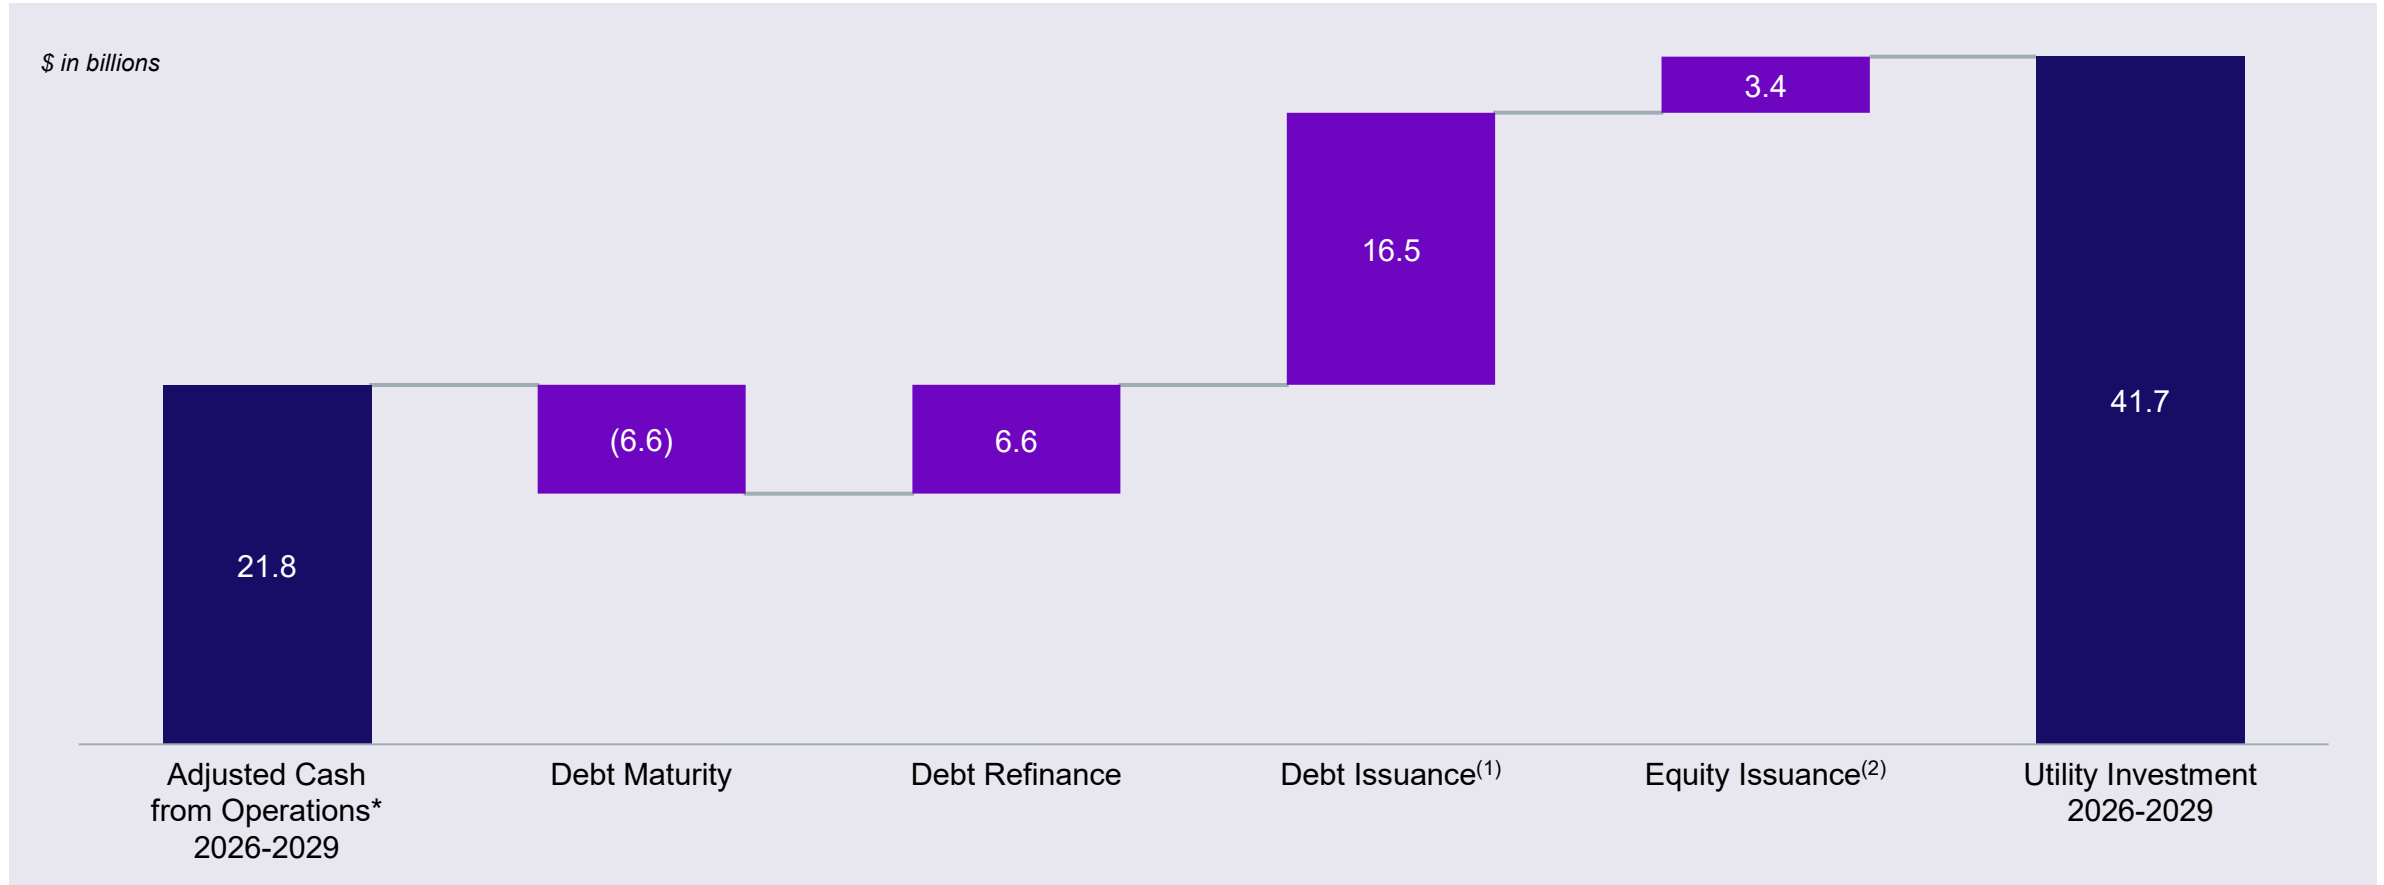 $ in billions
3.4
16.5
41.7
(6.6)
6.6
21.8
Adjusted Cash
from Operations*
2026-2029
Debt Maturity
Debt Refinance
Debt Issuance(1)
Equity Issuance(2)
Utility Investment
2026-2029